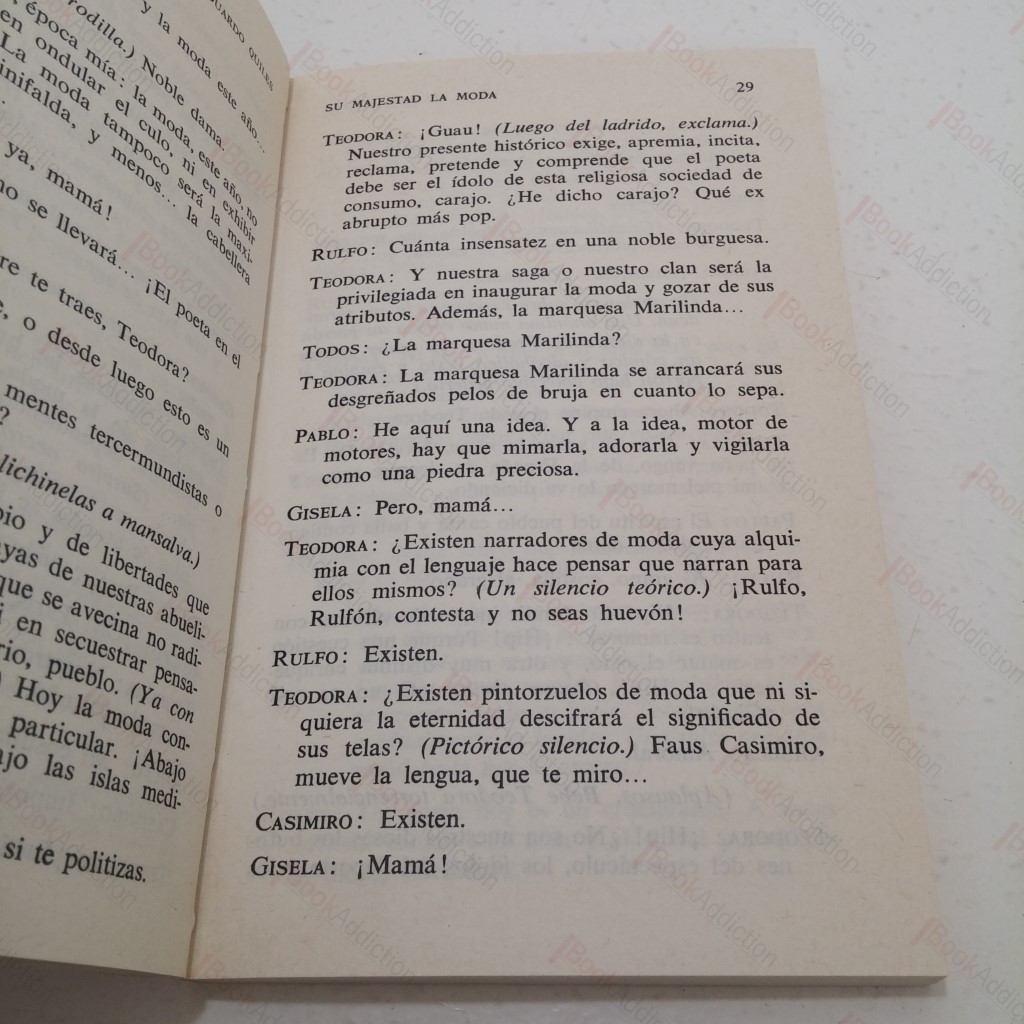 UARDO QUILES
y la moda este año...
rodilla.) Noble dama.
época mía: la moda, este año, no
en ondular el culo, ni en exhibir
La moda tampoco será la maxi-
inifalda, y menos... la cabellera
ya, mamá!
no se llevará... ¡El poeta en el
re te traes, Teodora?
e, o desde luego esto es un
mentes tercermundistas o
?
lichinelas a mansalva.)
pio y de libertades que
yas de nuestras abueli-
que se avecina no radi-
i en secuestrar pensa-
rio, pueblo. (Ya con
) Hoy la moda con-
particular. ¡Abajo
ajo las islas medi-
si te politizas.
SU MAJESTAD LA MODA 29
TEODORA: ¡Guau! (Luego del ladrido, exclama.)
Nuestro presente histórico exige, apremia, incita,
reclama, pretende y comprende que el poeta
debe ser el ídolo de esta religiosa sociedad de
consumo, carajo. ¿He dicho carajo? Qué ex
abrupto más pop.
RULFO: Cuánta insensatez en una noble burguesa.
TEODORA: Y nuestra saga o nuestro clan será la
privilegiada en inaugurar la moda y gozar de sus
atributos. Además, la marquesa Marilinda...
TODOS: ¿La marquesa Marilinda?
TEODORA: La marquesa Marilinda se arrancará sus
desgreñados pelos de bruja en cuanto lo sepa.
PABLO: He aquí una idea. Y a la idea, motor de
motores, hay que mimarla, adorarla y vigilarla
como una piedra preciosa.
GISELA: Pero, mamá...
TEODORA: ¿Existen narradores de moda cuya alqui-
mia con el lenguaje hace pensar que narran para
ellos mismos? (Un silencio teórico.) ¡Rulfo,
Rulfón, contesta y no seas huevón!
RULFO: Existen.
TEODORA: ¿Existen pintorzuelos de moda que ni si-
quiera la eternidad descifrará el significado de
sus telas? (Pictórico silencio.) Faus Casimiro,
mueve la lengua, que te miro...
CASIMIRO: Existen.
GISELA: ¡Mamá!